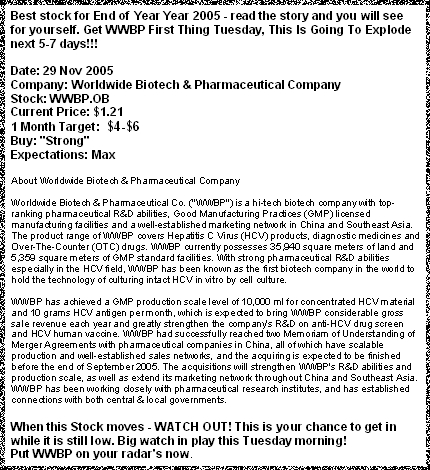 Best stock for End of Year Year 2005 - read the story and you will see
for yourself. Get WWBP First Thing Tuesday, This Is Going To Explode
next 5-7 days!!!
Date: 29 Nov 2005
Company: Worldwide Biotech & Pharmaceutical Company
Stock: WWBP.OB
Current Price: $1.21
1 Month Target: $4-$6
Buy: "Strong"
Expectations: Max
About Worldwide Biotech & Pharmaceutical Company
Worldwide Biotech & Pharmaceutical Co. ("WWBP") is a hi-tech biotech company with top-
ranking pharmaceutical R&D abilities, Good Manufacturing Practices (GMP) licensed
manufacturing facilities and a well-established marketing network in China and Southeast Asia.
The product range of WWBP covers Hepatitis C Virus (HCV) products, diagnostic medicines and
Over-The-Counter (OTC) drugs. WWBP currently possesses 35,940 square meters of land and
5,359 square meters of GMP standard facilities. With strong pharmaceutical R&D abilities
especially in the HCV field, WWBP has been known as the first biotech company in the world to
hold the technology of culturing intact HCV in vitro by cell culture.
WWBP has achieved a GMP production scale level of 10,000 ml for concentrated HCV material
and 10 grams HCV antigen per month, which is expected to bring WWBP considerable gross
sale revenue each year and greatly strengthen the company's R&D on anti-HCV drug screen
and HCV human vaccine. WWBP had successfully reached two Memoriam of Understanding of
Merger Agreements with pharmaceutical companies in China, all of which have scalable
production and well-established sales networks, and the acquiring is expected to be finished
before the end of September 2005. The acquisitions will strengthen WWBP's R&D abilities and
production scale, as well as extend its marketing network throughout China and Southeast Asia.
WWBP has been working closely with pharmaceutical research institutes, and has established
connections with both central & local governments.
When this Stock moves - WATCH OUT! This is your chance to get in
while it is still low. Big watch in play this Tuesday morning!
Put WWBP on your radar's now.